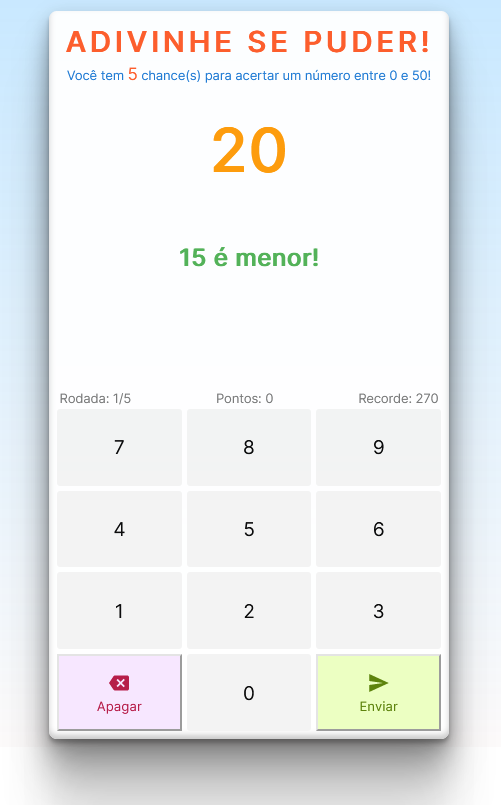 ADIVINHE SE PUDER!
Você tem 5 chance(s) para acertar um número entre 0 e 50!
20
15 é menor!
Rodada: 1/5 Pontos: 0 Recorde: 270
7 8 9
4 5 6
1 2 3
0
Apagar Enviar